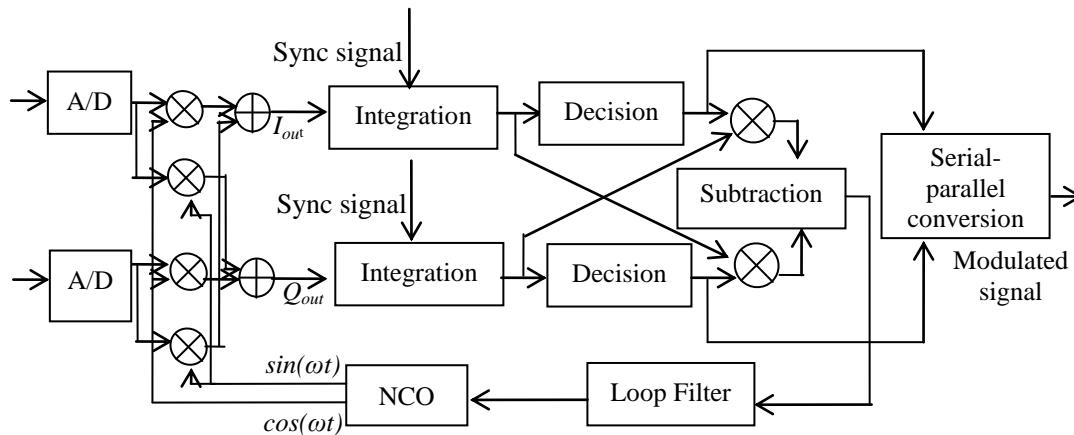 Sync signal
A/D
Integration
Decision
I_out
Serial-
parallel
conversion
Subtraction
Sync signal
A/D
Integration
Decision
Q_out
Modulated
signal
sin(ωt)
NCO
Loop Filter
cos(ωt)